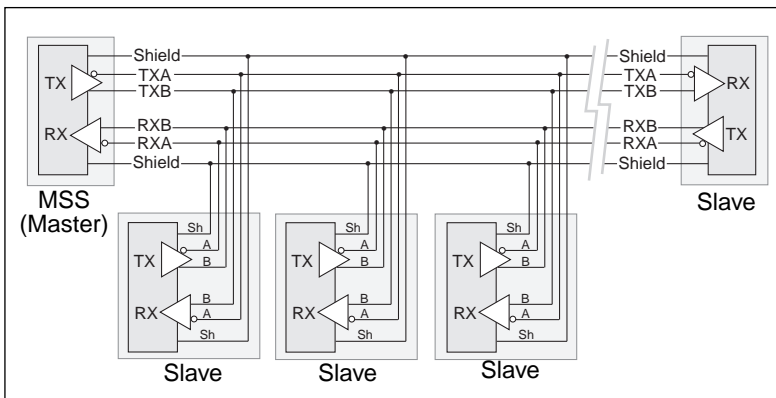 Shield Shield
TX TXA TXA RX
TXB TXB
RX RXB RXB TX
RXA RXA
Shield Shield
MSS
(Master)
Slave
Sh Sh Sh
TX A TX A TX A
B B B
RX B RX B RX B
A A A
Sh Sh Sh
Slave Slave Slave